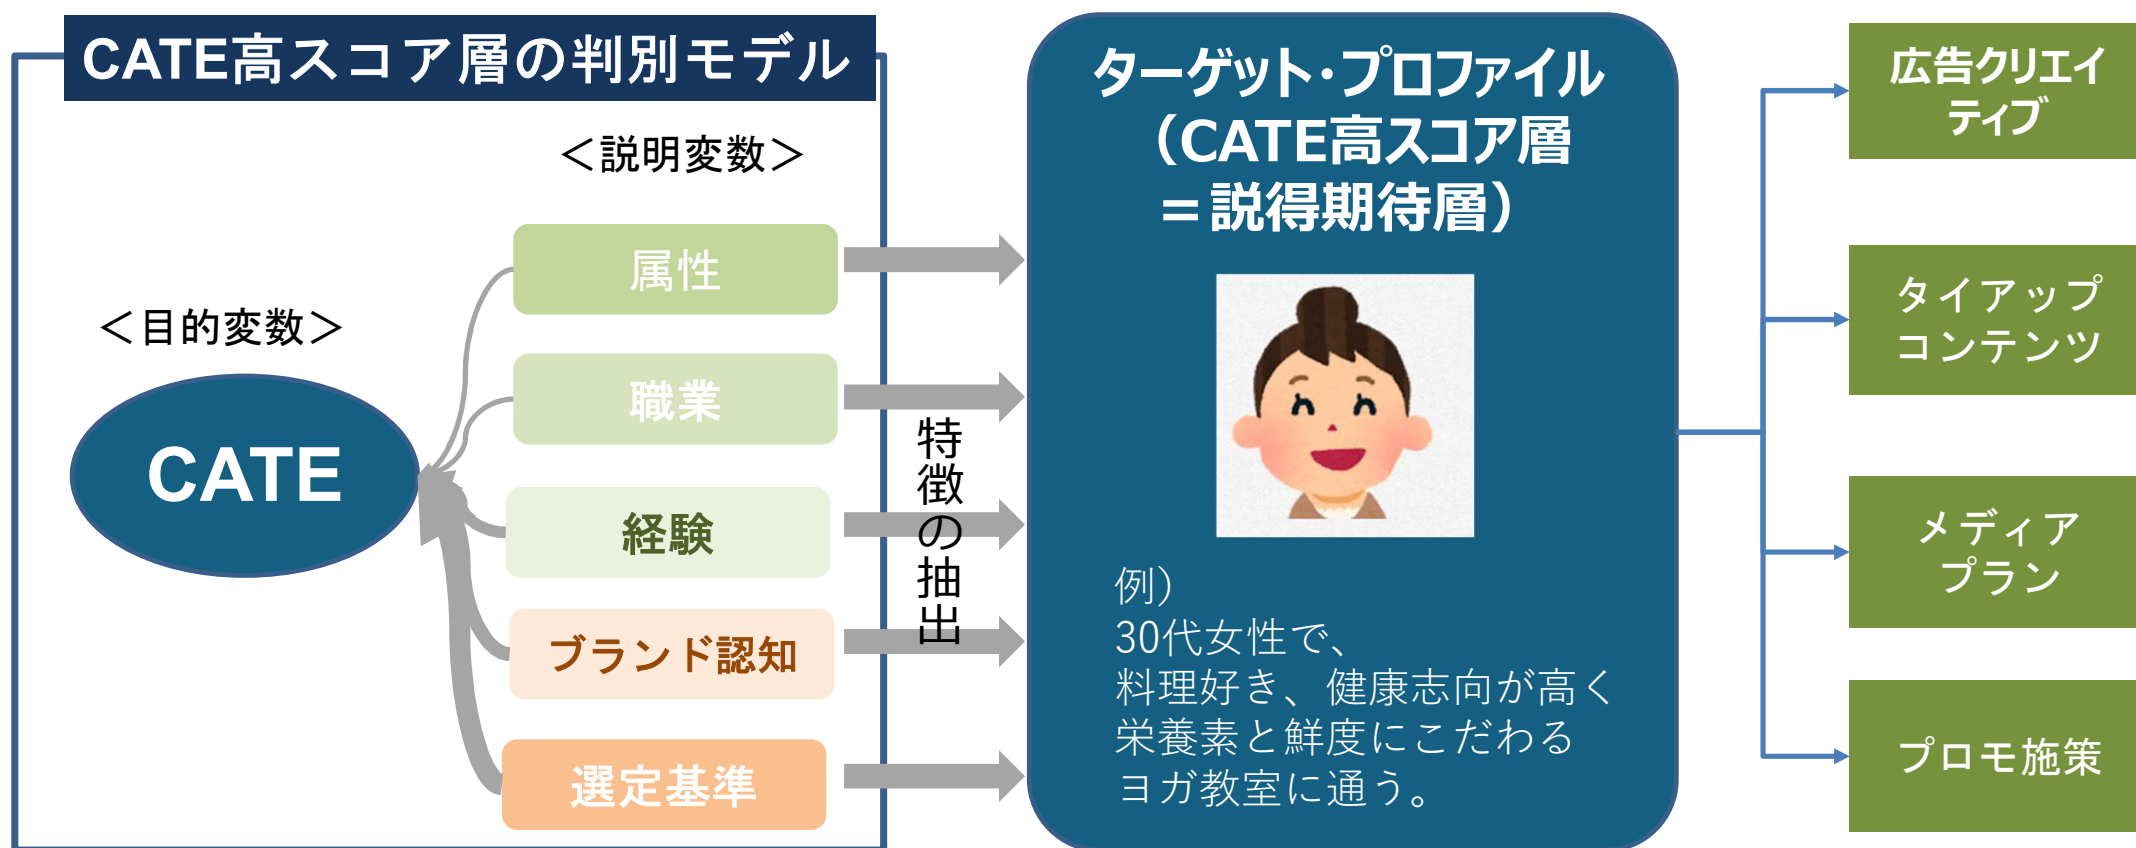 CATE高スコア層の判別モデル
＜説明変数＞
＜目的変数＞
CATE
属性
職業
経験
ブランド認知
選定基準
特徴の抽出
ターゲット・プロファイル
（CATE高スコア層
＝説得期待層）
例）
30代女性で、
料理好き、健康志向が高く
栄養素と鮮度にこだわる
ヨガ教室に通う。
広告クリエイ
ティブ
タイアップ
コンテンツ
メディア
プラン
プロモ施策